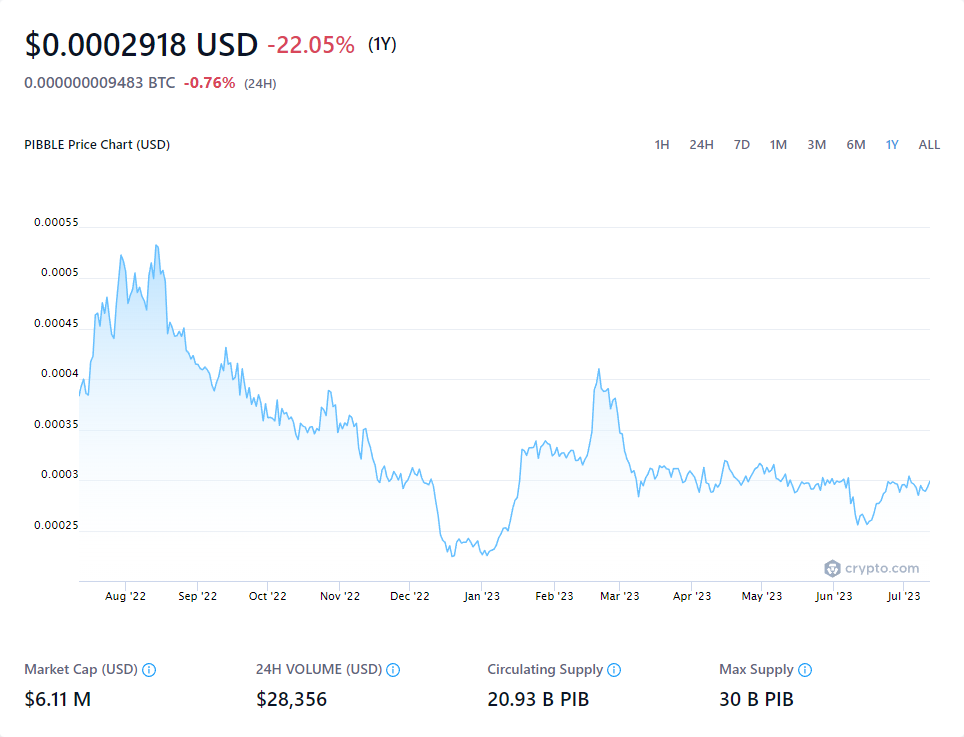 $0.0002918 USD -22.05% (1Y)
0.000000009483 BTC -0.76% (24H)
PIBBLE Price Chart (USD) 1H 24H 7D 1M 3M 6M 1Y ALL
0.00055
0.0005
0.00045
0.0004
0.00035
0.0003
0.00025
crypto.com
Aug '22 Sep '22 Oct '22 Nov '22 Dec '22 Jan '23 Feb '23 Mar '23 Apr '23 May '23 Jun '23 Jul '23
Market Cap (USD) 24H VOLUME (USD) Circulating Supply Max Supply
$6.11 M $28,356 20.93 B PIB 30 B PIB